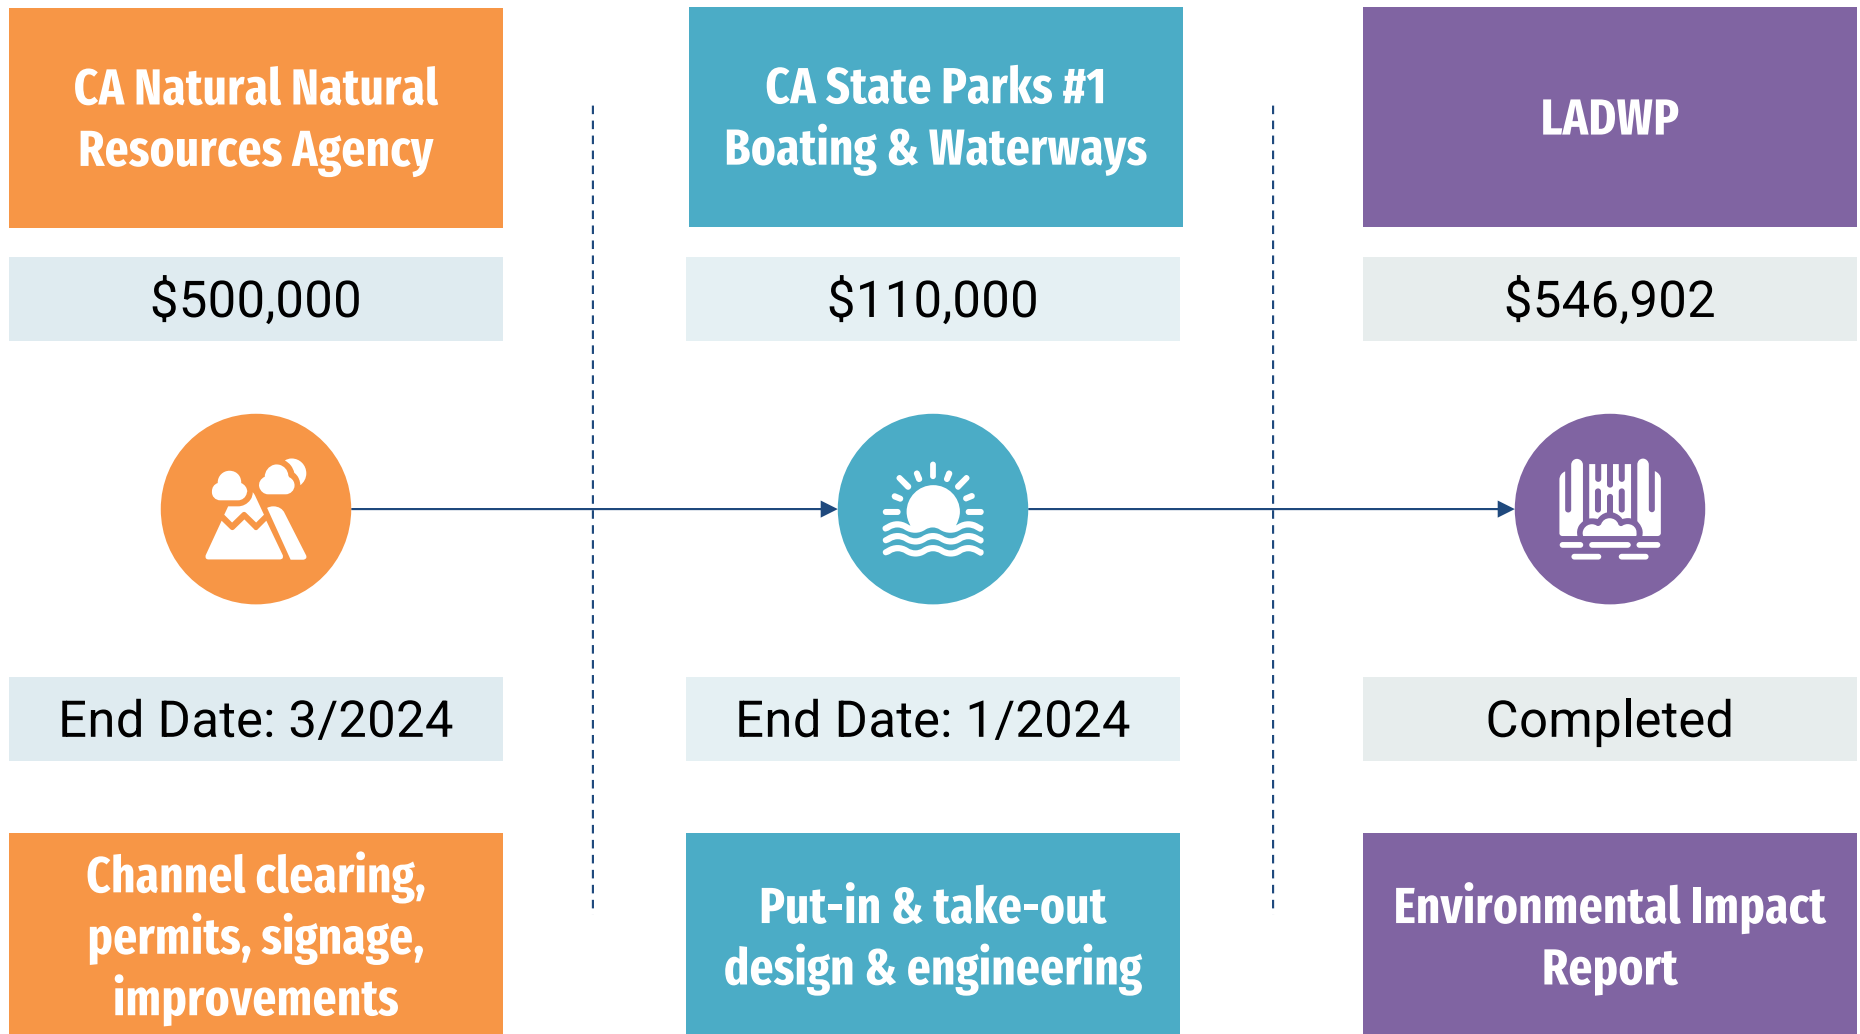 CA Natural Natural
Resources Agency
CA State Parks #1
Boating & Waterways
LADWP
$500,000
$110,000
$546,902
End Date: 3/2024
End Date: 1/2024
Completed
Channel clearing,
permits, signage,
improvements
Put-in & take-out
design & engineering
Environmental Impact
Report